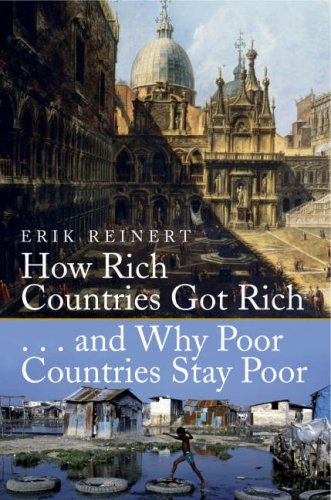 ERIK REINERT
How Rich
Countries Got Rich
. . . and Why Poor
Countries Stay Poor